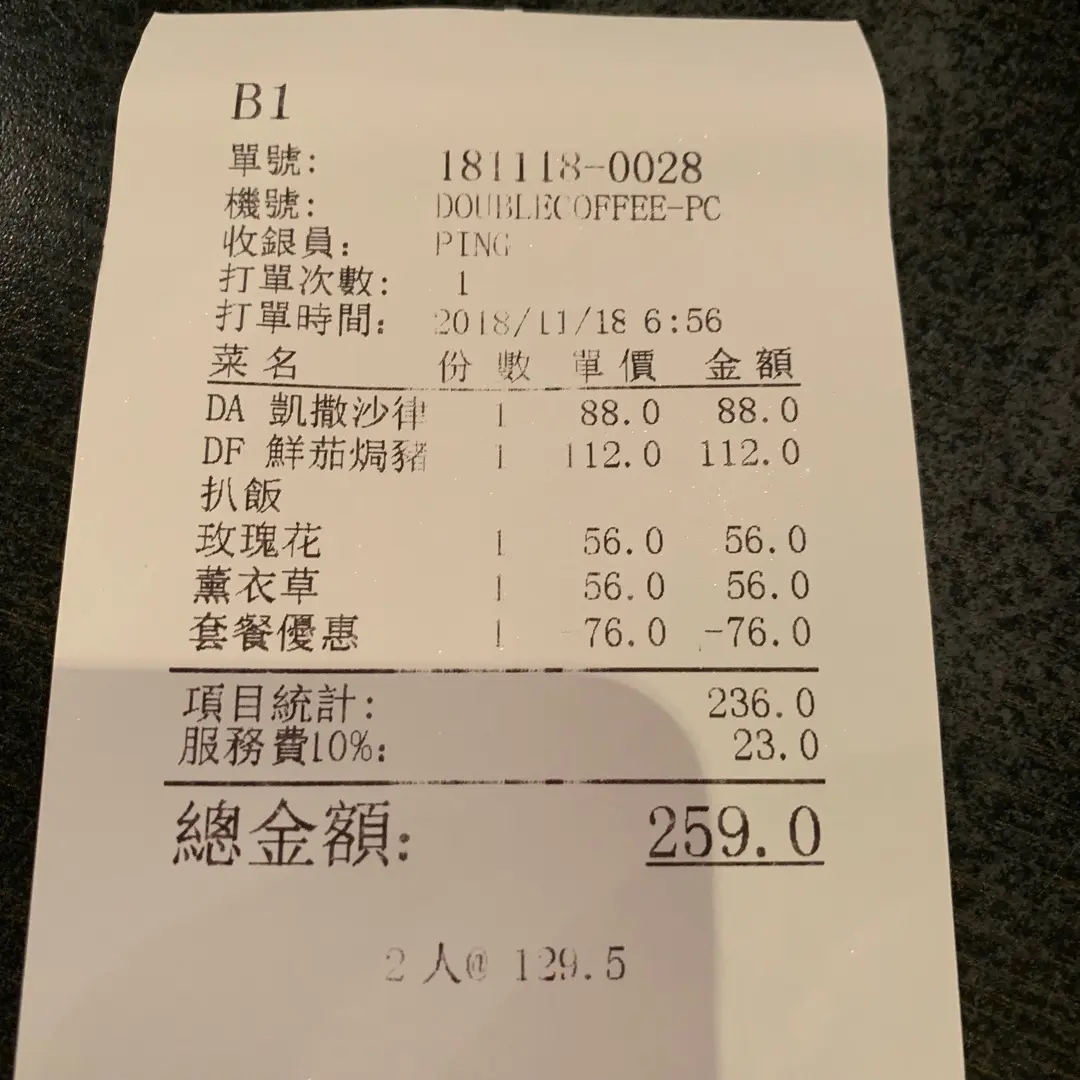 B1
單號: 181118-0028
機號: DOUBLECOFFEE-PC
收銀員: PING
打單次數: 1
打單時間: 2018/11/18 6:56
菜名 份數 單價 金額
DA 凱撒沙律 1 88.0 88.0
DF 鮮茄焗豬 1 112.0 112.0
扒飯
玫瑰花 1 56.0 56.0
薰衣草 1 56.0 56.0
套餐優惠 1 -76.0 -76.0
項目統計: 236.0
服務費10%: 23.0
總金額: 259.0
2人@ 129.5